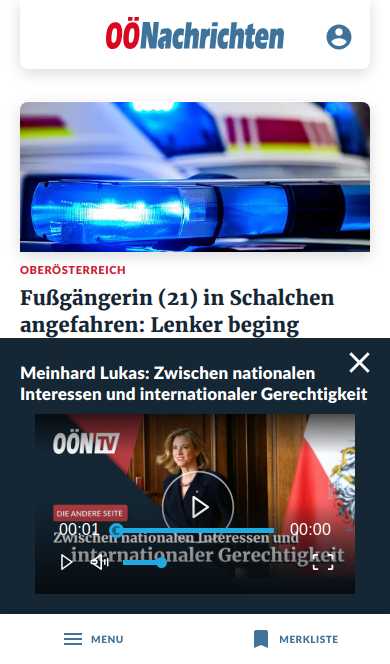 OÖNachrichten
OBERÖSTERREICH
Fußgängerin (21) in Schalchen
angefahren: Lenker beging
Meinhard Lukas: Zwischen nationalen
Interessen und internationaler Gerechtigkeit
OÖN TV
DIE ANDERE SEITE
00:01
00:00
Zwischen nationalen Interessen und
internationaler Gerechtigkeit
MENU
MERKLISTE